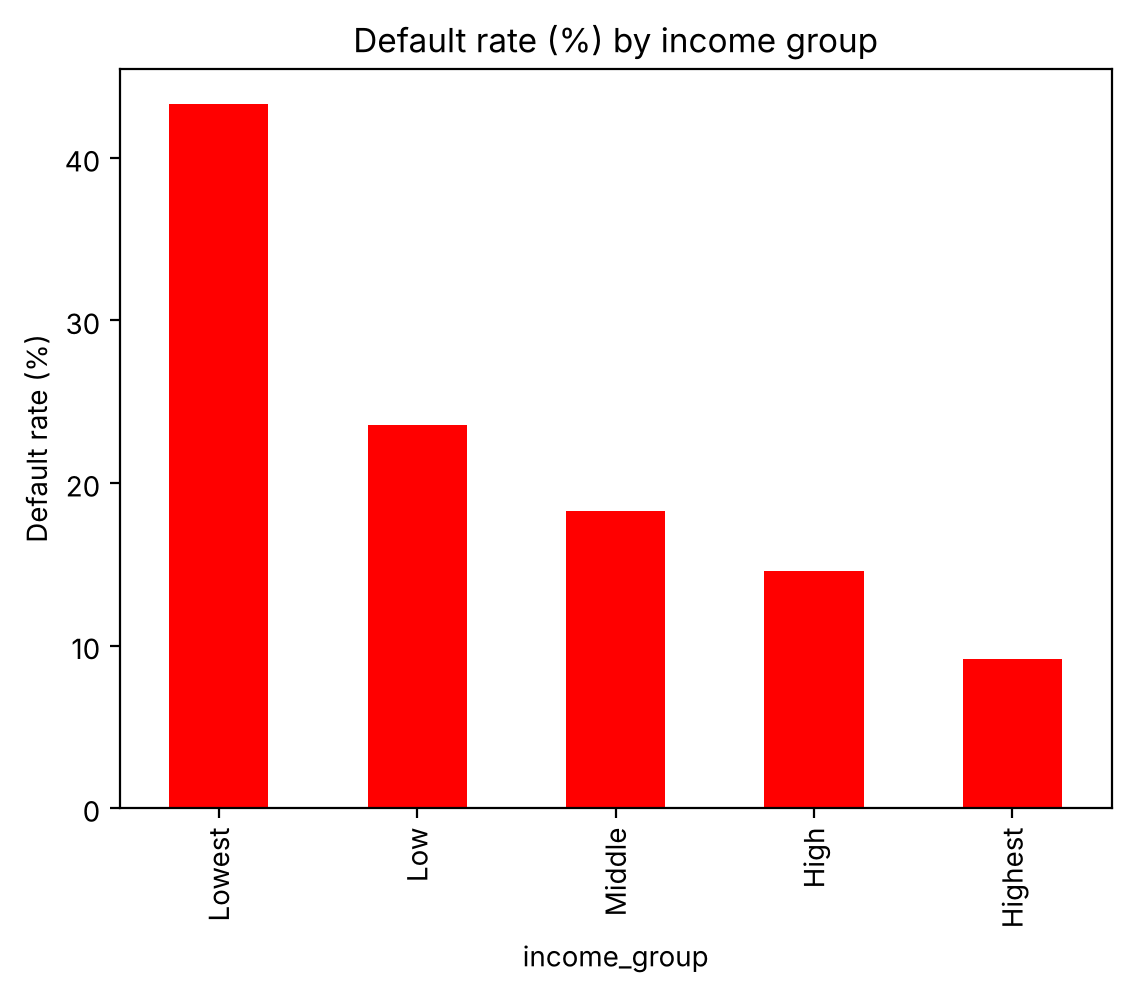 Default rate (%) by income group
Default rate (%)
40
30
20
10
0
Lowest
Low
Middle
High
Highest
income_group